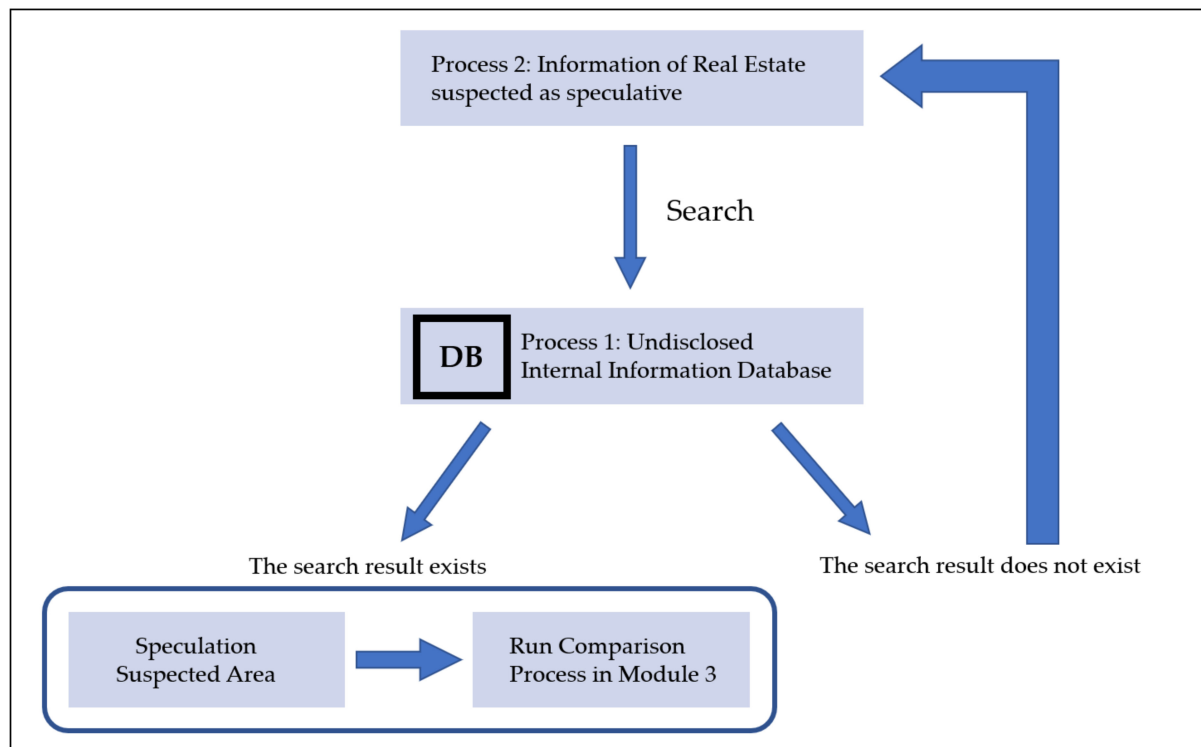 Process 2: Information of Real Estate
suspected as speculative
Search
DB
Process 1: Undisclosed
Internal Information Database
The search result exists
The search result does not exist
Speculation
Suspected Area
Run Comparison
Process in Module 3